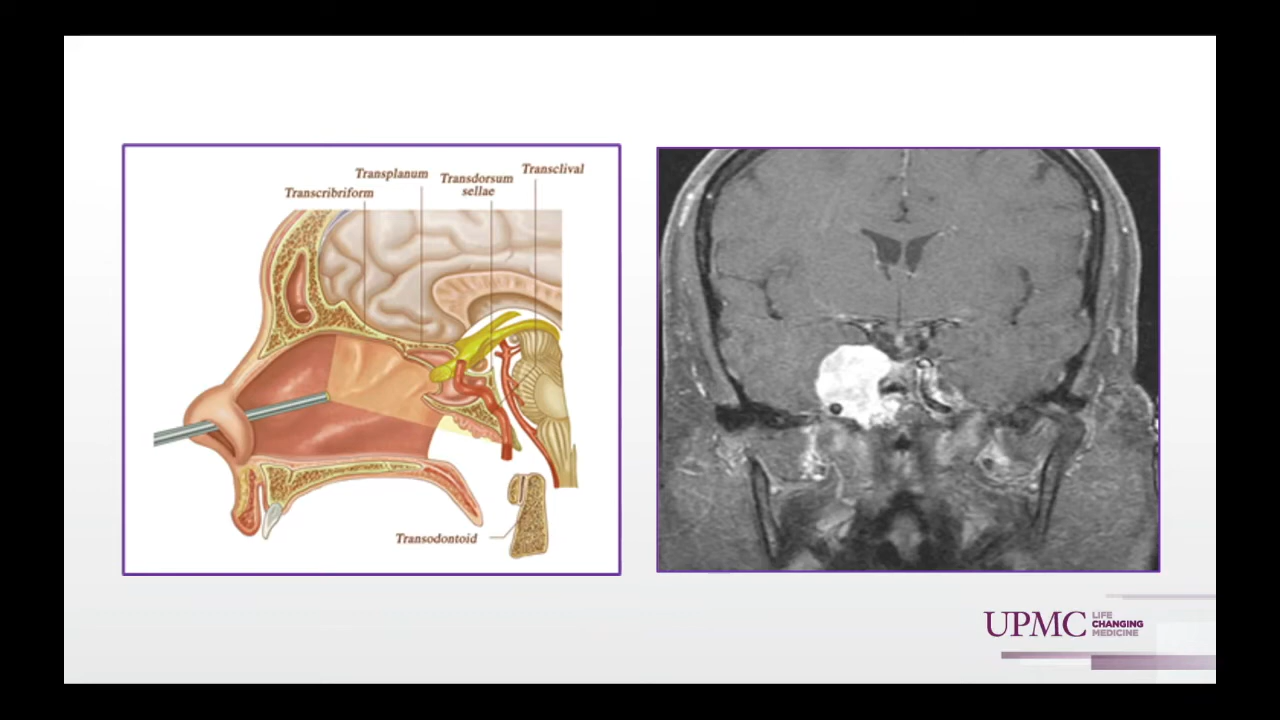 Transplanum
Transcribriform
Transdorsum
sellae
Transclival
Transodontoid
UPMC
LIFE
CHANGING
MEDICINE